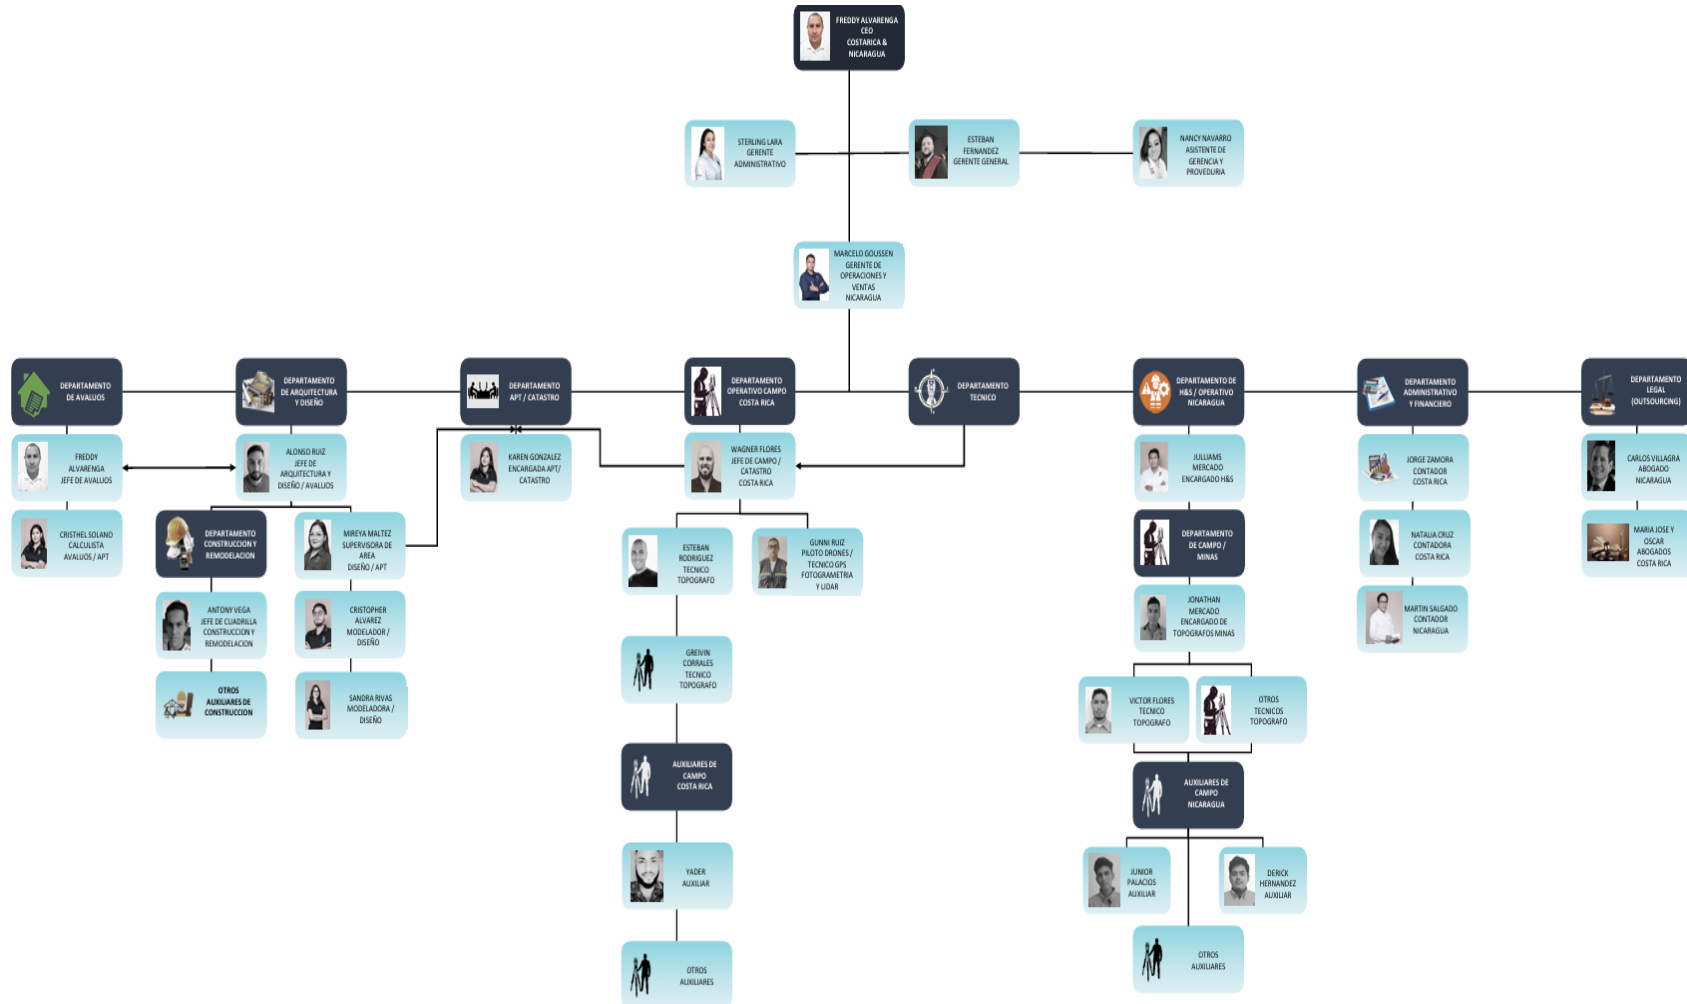 FREDDY ALVARENGA
CEO
COSTARICA &
NICARAGUA
STERLING LARA
GERENTE
ADMINISTRATIVO
ESTEBAN
FERNANDEZ
GERENTE GENERAL
NANCY NAVARRO
ASISTENTE DE
GERENCIA Y
PROVEDURIA
MARCELO GOUSSEN
GERENTE DE
OPERACIONES Y
VENTAS
NICARAGUA
DEPARTAMENTO
DE AVALUOS
DEPARTAMENTO
DE ARQUITECTURA
Y DISEÑO
DEPARTAMENTO
APT / CATASTRO
DEPARTAMENTO
OPERATIVO CAMPO
COSTA RICA
DEPARTAMENTO
TECNICO
DEPARTAMENTO DE
H&S / OPERATIVO
NICARAGUA
DEPARTAMENTO
ADMINISTRATIVO
Y FINANCIERO
DEPARTAMENTO
LEGAL
(OUTSOURCING)
FREDDY
ALVARENGA
JEFE DE AVALUOS
ALONSO RUIZ
JEFE DE
ARQUITECTURA Y
DISEÑO / AVALUOS
KAREN GONZALEZ
ENCARGADA APT/
CATASTRO
WAGNER FLORES
JEFE DE CAMPO /
CATASTRO
COSTA RICA
JULLIAMS
MERCADO
ENCARGADO H&S
JORGE ZAMORA
CONTADOR
COSTA RICA
CARLOS VILLAGRA
ABOGADO
NICARAGUA
CRISTHEL SOLANO
CALCULISTA
AVALUOS / APT
DEPARTAMENTO
CONSTRUCCION Y
REMODELACION
MIREYA MALTEZ
SUPERVISORA DE
AREA
DISEÑO / APT
ESTEBAN
RODRIGUEZ
TECNICO
TOPOGRAFO
GUNNI RUIZ
PILOTO DRONES /
TECNICO GPS
FOTOGRAMETRIA
Y LIDAR
DEPARTAMENTO
DE CAMPO /
MINAS
NATALIA CRUZ
CONTADORA
COSTA RICA
MARIA JOSE Y
OSCAR
ABOGADOS
COSTA RICA
ANTONY VEGA
JEFE DE CUADRILLA
CONSTRUCCION Y
REMODELACION
CRISTOPHER
ALVAREZ
MODELADOR /
DISEÑO
JONATHAN
MERCADO
ENCARGADO DE
TOPOGRAFOS MINAS
MARTIN SALGADO
CONTADOR
NICARAGUA
GREIVIN
CORRALES
TECNICO
TOPOGRAFO
OTROS
AUXILIARES DE
CONSTRUCCION
SANDRA RIVAS
MODELADORA /
DISEÑO
VICTOR FLORES
TECNICO
TOPOGRAFO
OTROS
TECNICOS
TOPOGRAFO
AUXILIARES DE
CAMPO
COSTA RICA
AUXILIARES DE
CAMPO
NICARAGUA
YADER
AUXILIAR
JUNIOR
PALACIOS
AUXILIAR
DERICK
HERNANDEZ
AUXILIAR
OTROS
AUXILIARES
OTROS
AUXILIARES